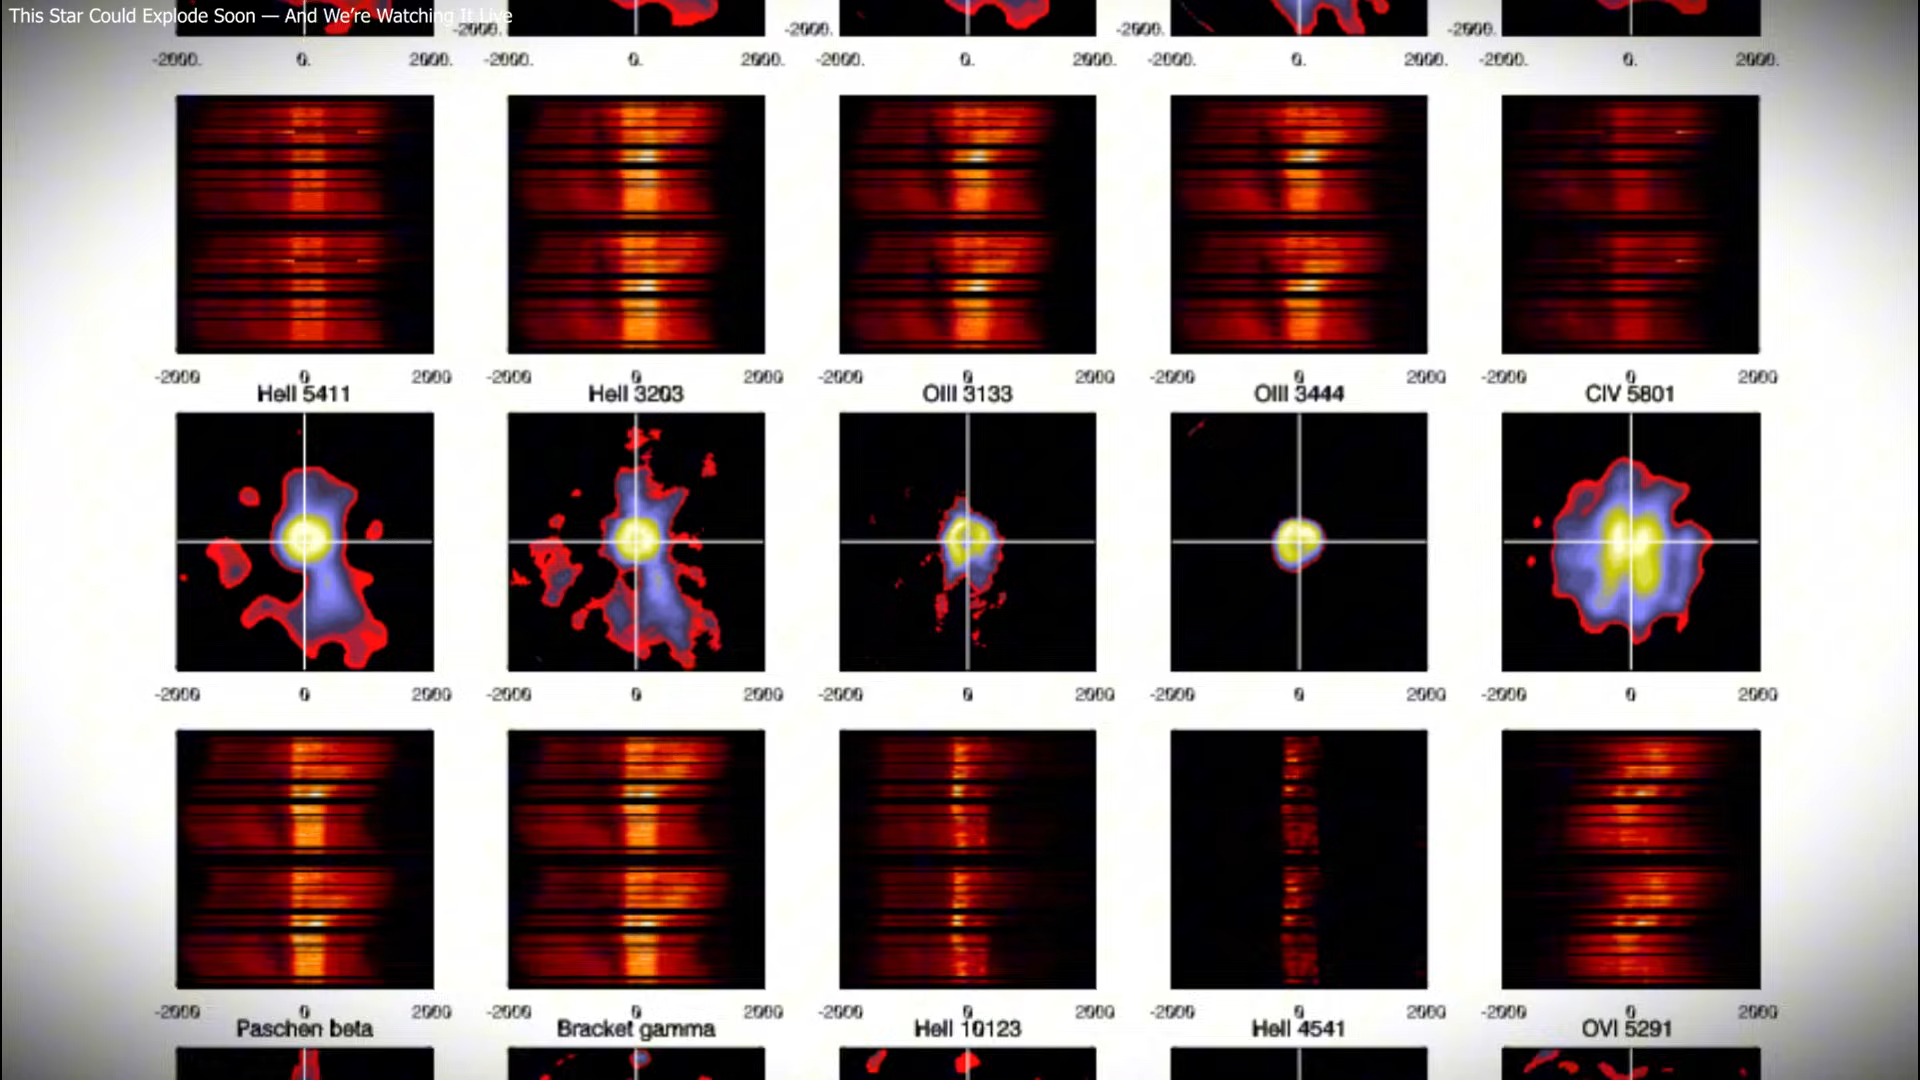 This Star Could Explode Soon — And We're Watching It Live
-2000. -2000. -2000. -2000.
-2000. 0. 2000. -2000. 0. 2000. -2000. 0. 2000. -2000. 0. 2000. -2000. 0. 2000.
-2000 0 2000 -2000 0 2000 -2000 0 2000 -2000 0 2000 -2000 0 2000
HeII 5411 HeII 3203 OIII 3133 OIII 3444 CIV 5801
-2000 0 2000 -2000 0 2000 -2000 0 2000 -2000 0 2000 -2000 0 2000
-2000 0 2000 -2000 0 2000 -2000 0 2000 -2000 0 2000 -2000 0 2000
Paschen beta Bracket gamma HeII 10123 HeII 4541 OVI 5291